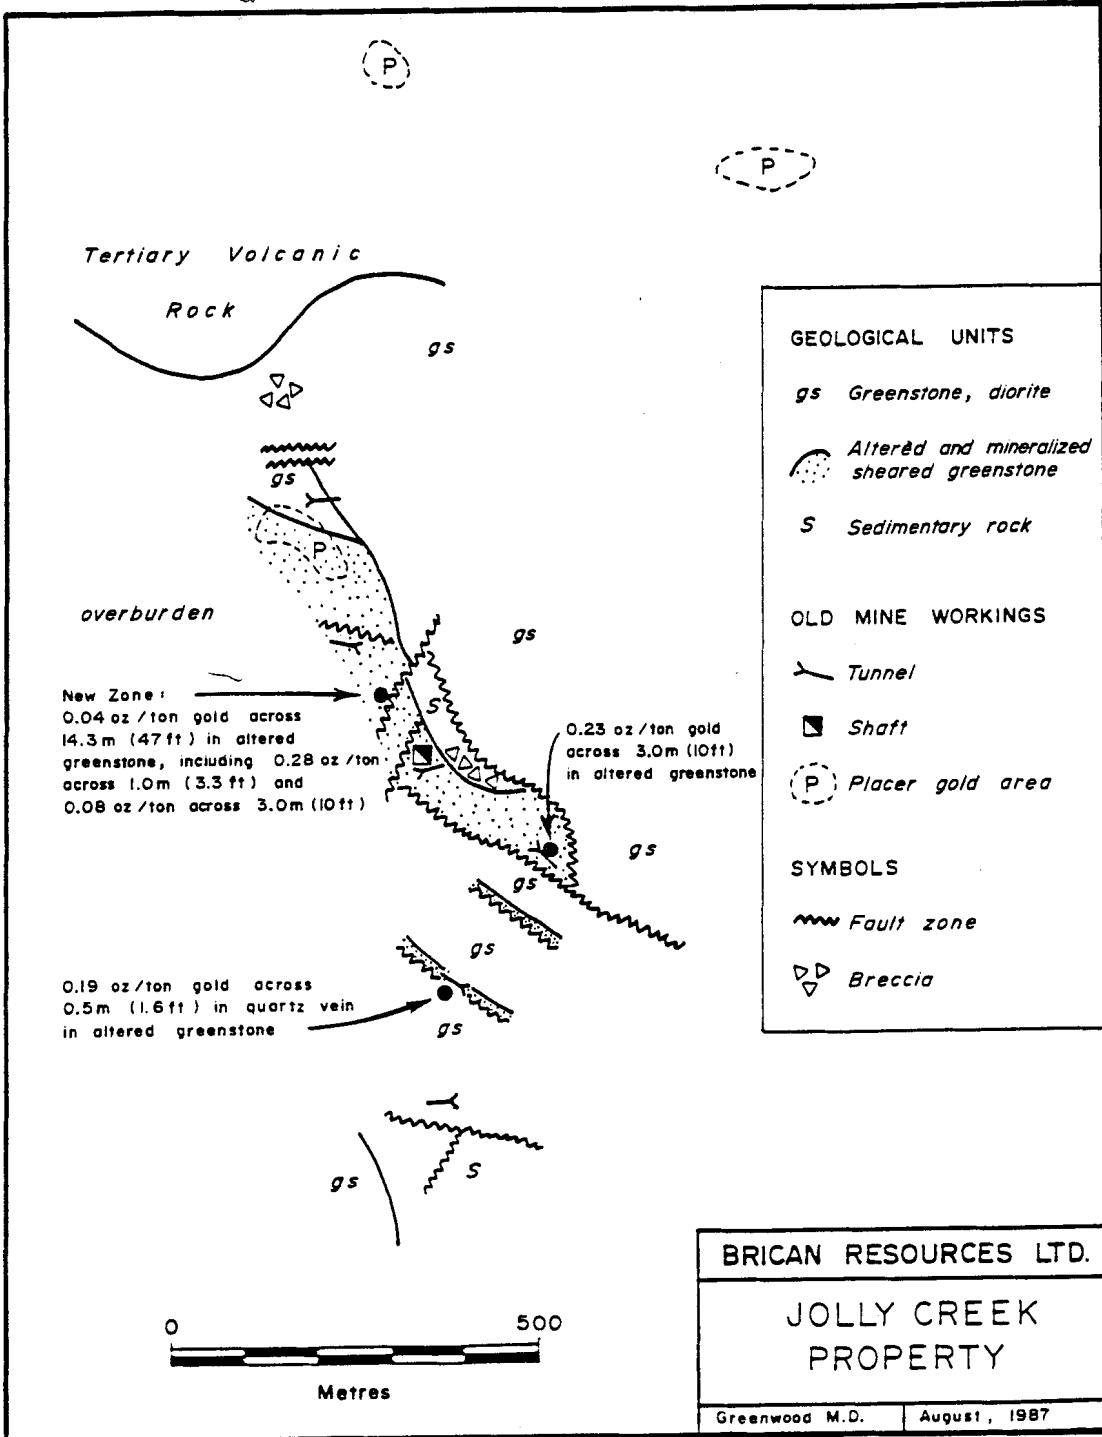 P
P
Tertiary Volcanic
Rock
gs
gs
P
overburden
gs
New Zone:
0.04 oz/ton gold across
14.3m (47ft) in altered
greenstone, including 0.28 oz/ton
across 1.0m (3.3 ft) and
0.08 oz/ton across 3.0m (10ft)
S
0.23 oz/ton gold
across 3.0m (10ft)
in altered greenstone
gs
gs
gs
0.19 oz/ton gold across
0.5m (1.6ft) in quartz vein
in altered greenstone
gs
gs
S
0 500
Metres
GEOLOGICAL UNITS
gs Greenstone, diorite
Altered and mineralized
sheared greenstone
S Sedimentary rock
OLD MINE WORKINGS
Tunnel
Shaft
P Placer gold area
SYMBOLS
Fault zone
Breccia
BRICAN RESOURCES LTD.
JOLLY CREEK
PROPERTY
Greenwood M.D. August, 1987